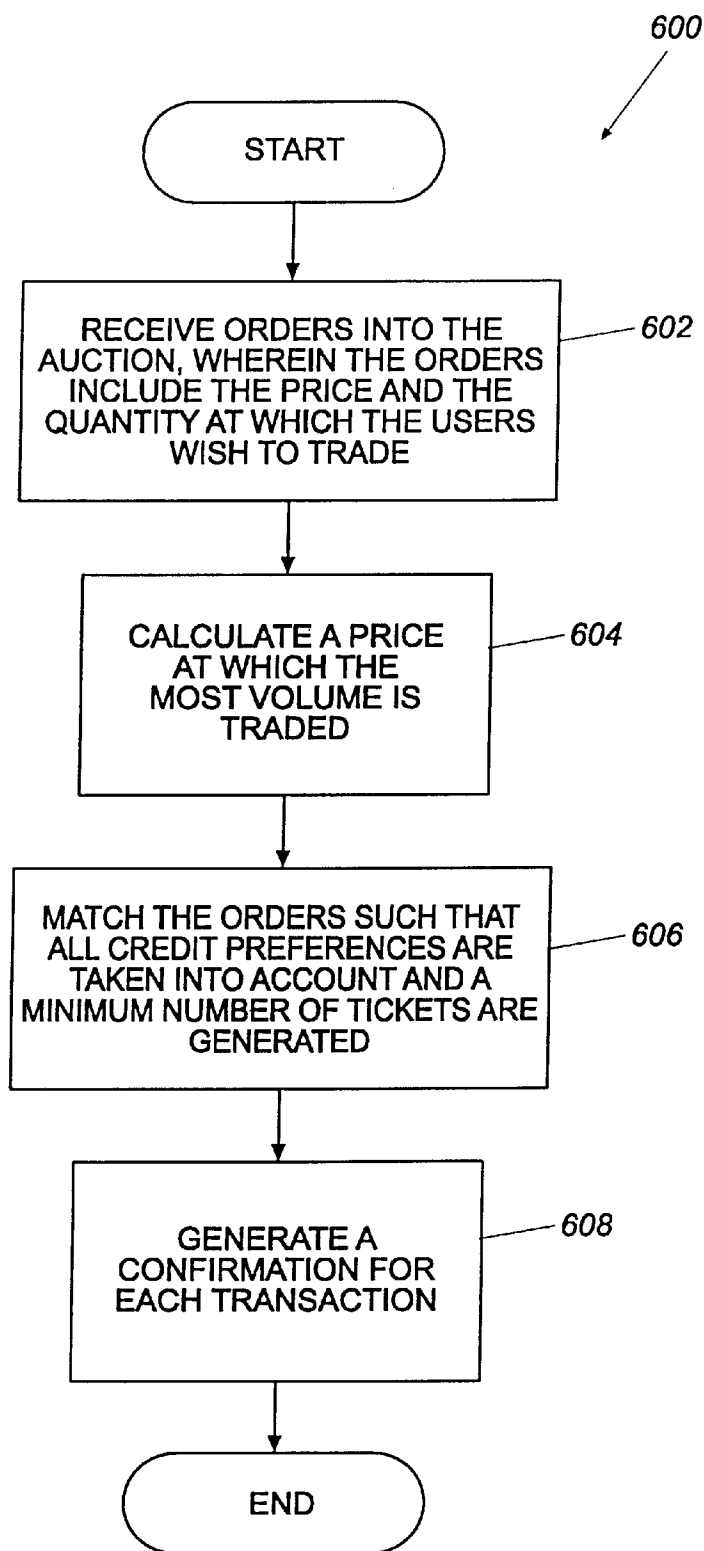 600
START
RECEIVE ORDERS INTO THE
AUCTION, WHEREIN THE ORDERS
INCLUDE THE PRICE AND THE
QUANTITY AT WHICH THE USERS
WISH TO TRADE
602
CALCULATE A PRICE
AT WHICH THE
MOST VOLUME IS
TRADED
604
MATCH THE ORDERS SUCH THAT
ALL CREDIT PREFERENCES ARE
TAKEN INTO ACCOUNT AND A
MINIMUM NUMBER OF TICKETS ARE
GENERATED
606
GENERATE A
CONFIRMATION FOR
EACH TRANSACTION
608
END